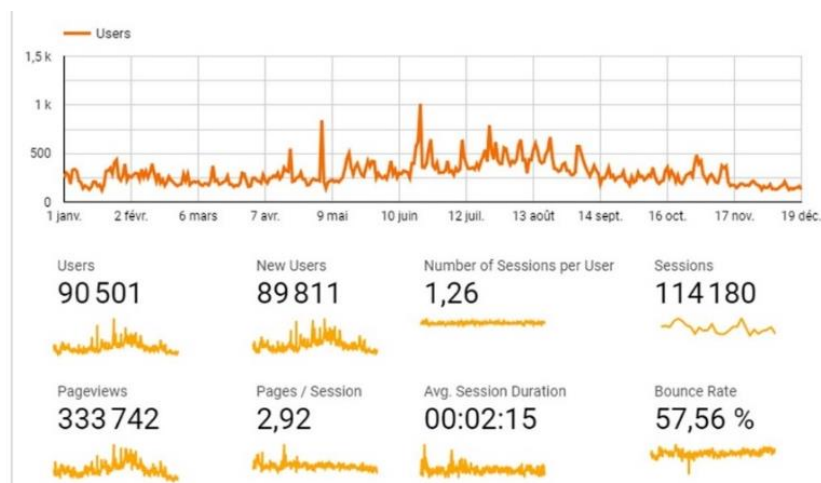 Users
1,5 k
1 k
500
0
1 janv. 2 févr. 6 mars 7 avr. 9 mai 10 juin 12 juil. 13 août 14 sept. 16 oct. 17 nov. 19 déc.
Users New Users Number of Sessions per User Sessions
90 501 89 811 1,26 114 180
Pageviews Pages / Session Avg. Session Duration Bounce Rate
333 742 2,92 00:02:15 57,56 %